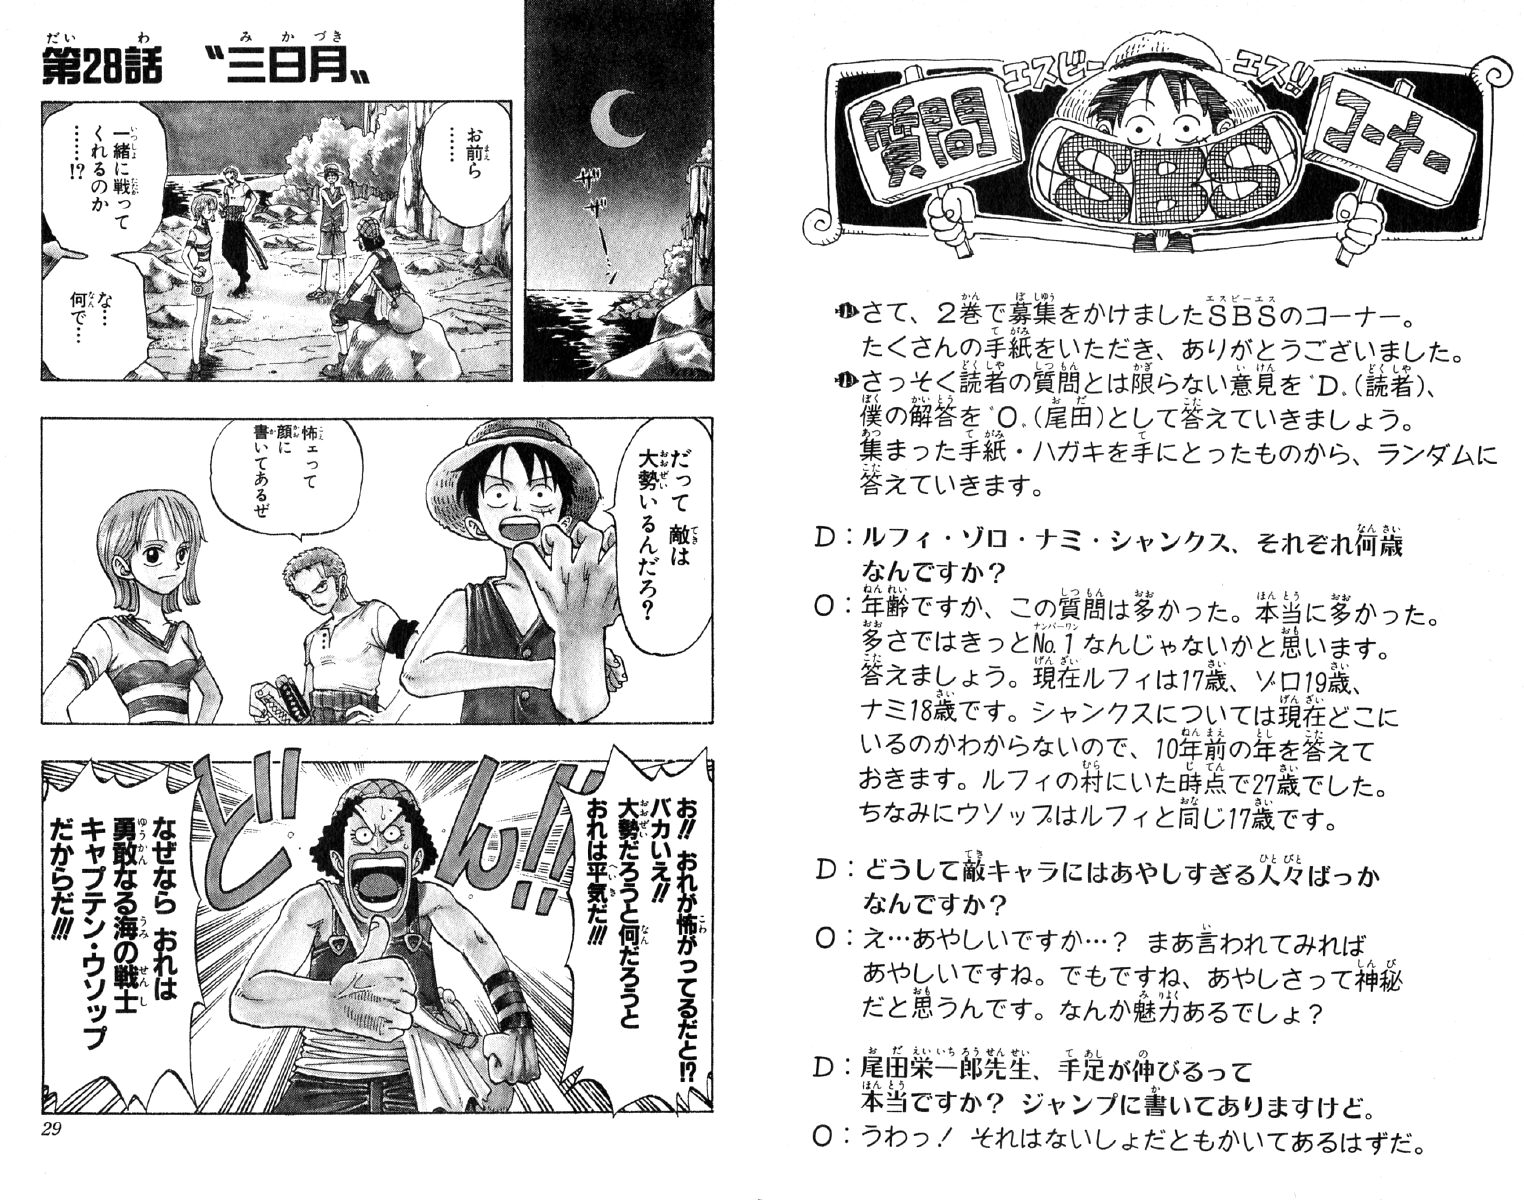 質問
エスビーエス!!
コーナー
SBS
さて、2巻で募集をかけましたSBSのコーナー。
たくさんの手紙をいただき、ありがとうございました。
さっそく読者の質問とは限らない意見を〝D〟(読者)、
僕の解答を〝O〟(尾田)として答えていきましょう。
集まった手紙・ハガキを手にとったものから、ランダムに
答えていきます。
D:ルフィ・ゾロ・ナミ・シャンクス、それぞれ何歳
なんですか?
O:年齢ですか、この質問は多かった。本当に多かった。
多さではきっとNo.1なんじゃないかと思います。
答えましょう。現在ルフィは17歳、ゾロ19歳、
ナミ18歳です。シャンクスについては現在どこに
いるのかわからないので、10年前の年を答えて
おきます。ルフィの村にいた時点で27歳でした。
ちなみにウソップはルフィと同じ17歳です。
D:どうして敵キャラにはあやしすぎる人々ばっか
なんですか?
O:え…あやしいですか…? まあ言われてみれば
あやしいですね。でもですね、あやしさって神秘
だと思うんです。なんか魅力あるでしょ?
D:尾田栄一郎先生、手足が伸びるって
本当ですか? ジャンプに書いてありますけど。
O:うわっ! それはないしょだともかいてあるはずだ。
第28話 〝三日月〟
ザザ…
お前ら
……
一緒に戦って
くれるのか
……!?
な…
何で…
だって 敵は
大勢いるんだろ?
怖ェって
顔に
書いてあるぜ
お!! おれが怖がってるだと!?
バカいえ!!
大勢だろうと何だろうと
おれは平気だ!!!
どん!!
なぜなら おれは
勇敢なる海の戦士
キャプテン・ウソップ
だからだ!!!
29